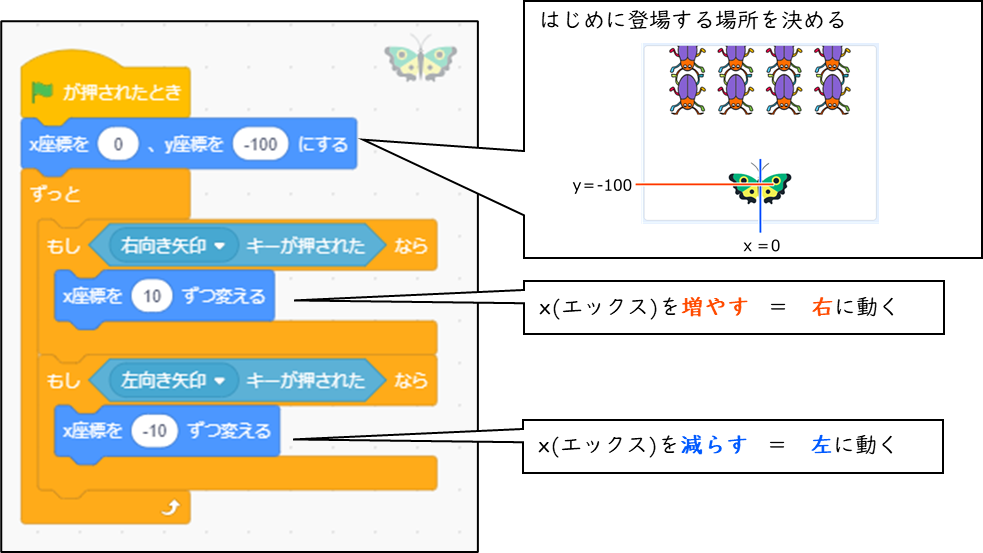 が押されたとき
x座標を 0 、y座標を -100 にする
ずっと
もし 右向き矢印 キーが押された なら
x座標を 10 ずつ変える
もし 左向き矢印 キーが押された なら
x座標を -10 ずつ変える
はじめに登場する場所を決める
y=-100
x =0
x(エックス)を増やす = 右に動く
x(エックス)を減らす = 左に動く